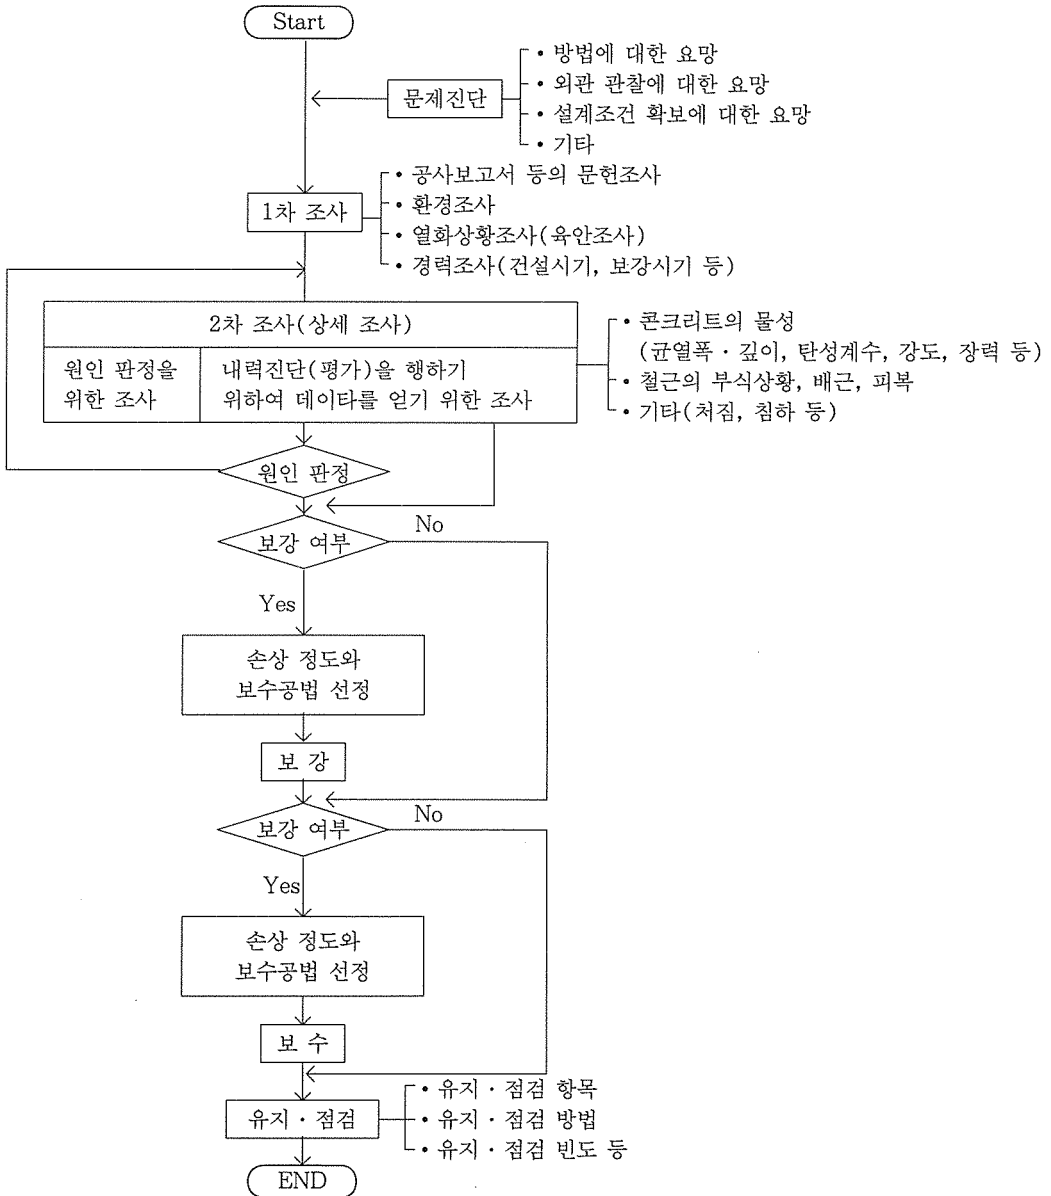 Start
• 방법에 대한 요망
• 외관 관찰에 대한 요망
문제진단
• 설계조건 확보에 대한 요망
• 기타
• 공사보고서 등의 문헌조사
1차 조사
• 환경조사
• 열화상황조사(육안조사)
• 경력조사(건설시기, 보강시기 등)
2차 조사(상세 조사)
원인 판정을
위한 조사
내력진단(평가)을 행하기
위하여 데이타를 얻기 위한 조사
• 콘크리트의 물성
(균열폭 · 깊이, 탄성계수, 강도, 장력 등)
• 철근의 부식상황, 배근, 피복
• 기타(처짐, 침하 등)
원인 판정
보강 여부
No
Yes
손상 정도와
보수공법 선정
보 강
보강 여부
No
Yes
손상 정도와
보수공법 선정
보 수
유지 · 점검
• 유지 · 점검 항목
• 유지 · 점검 방법
• 유지 · 점검 빈도 등
END